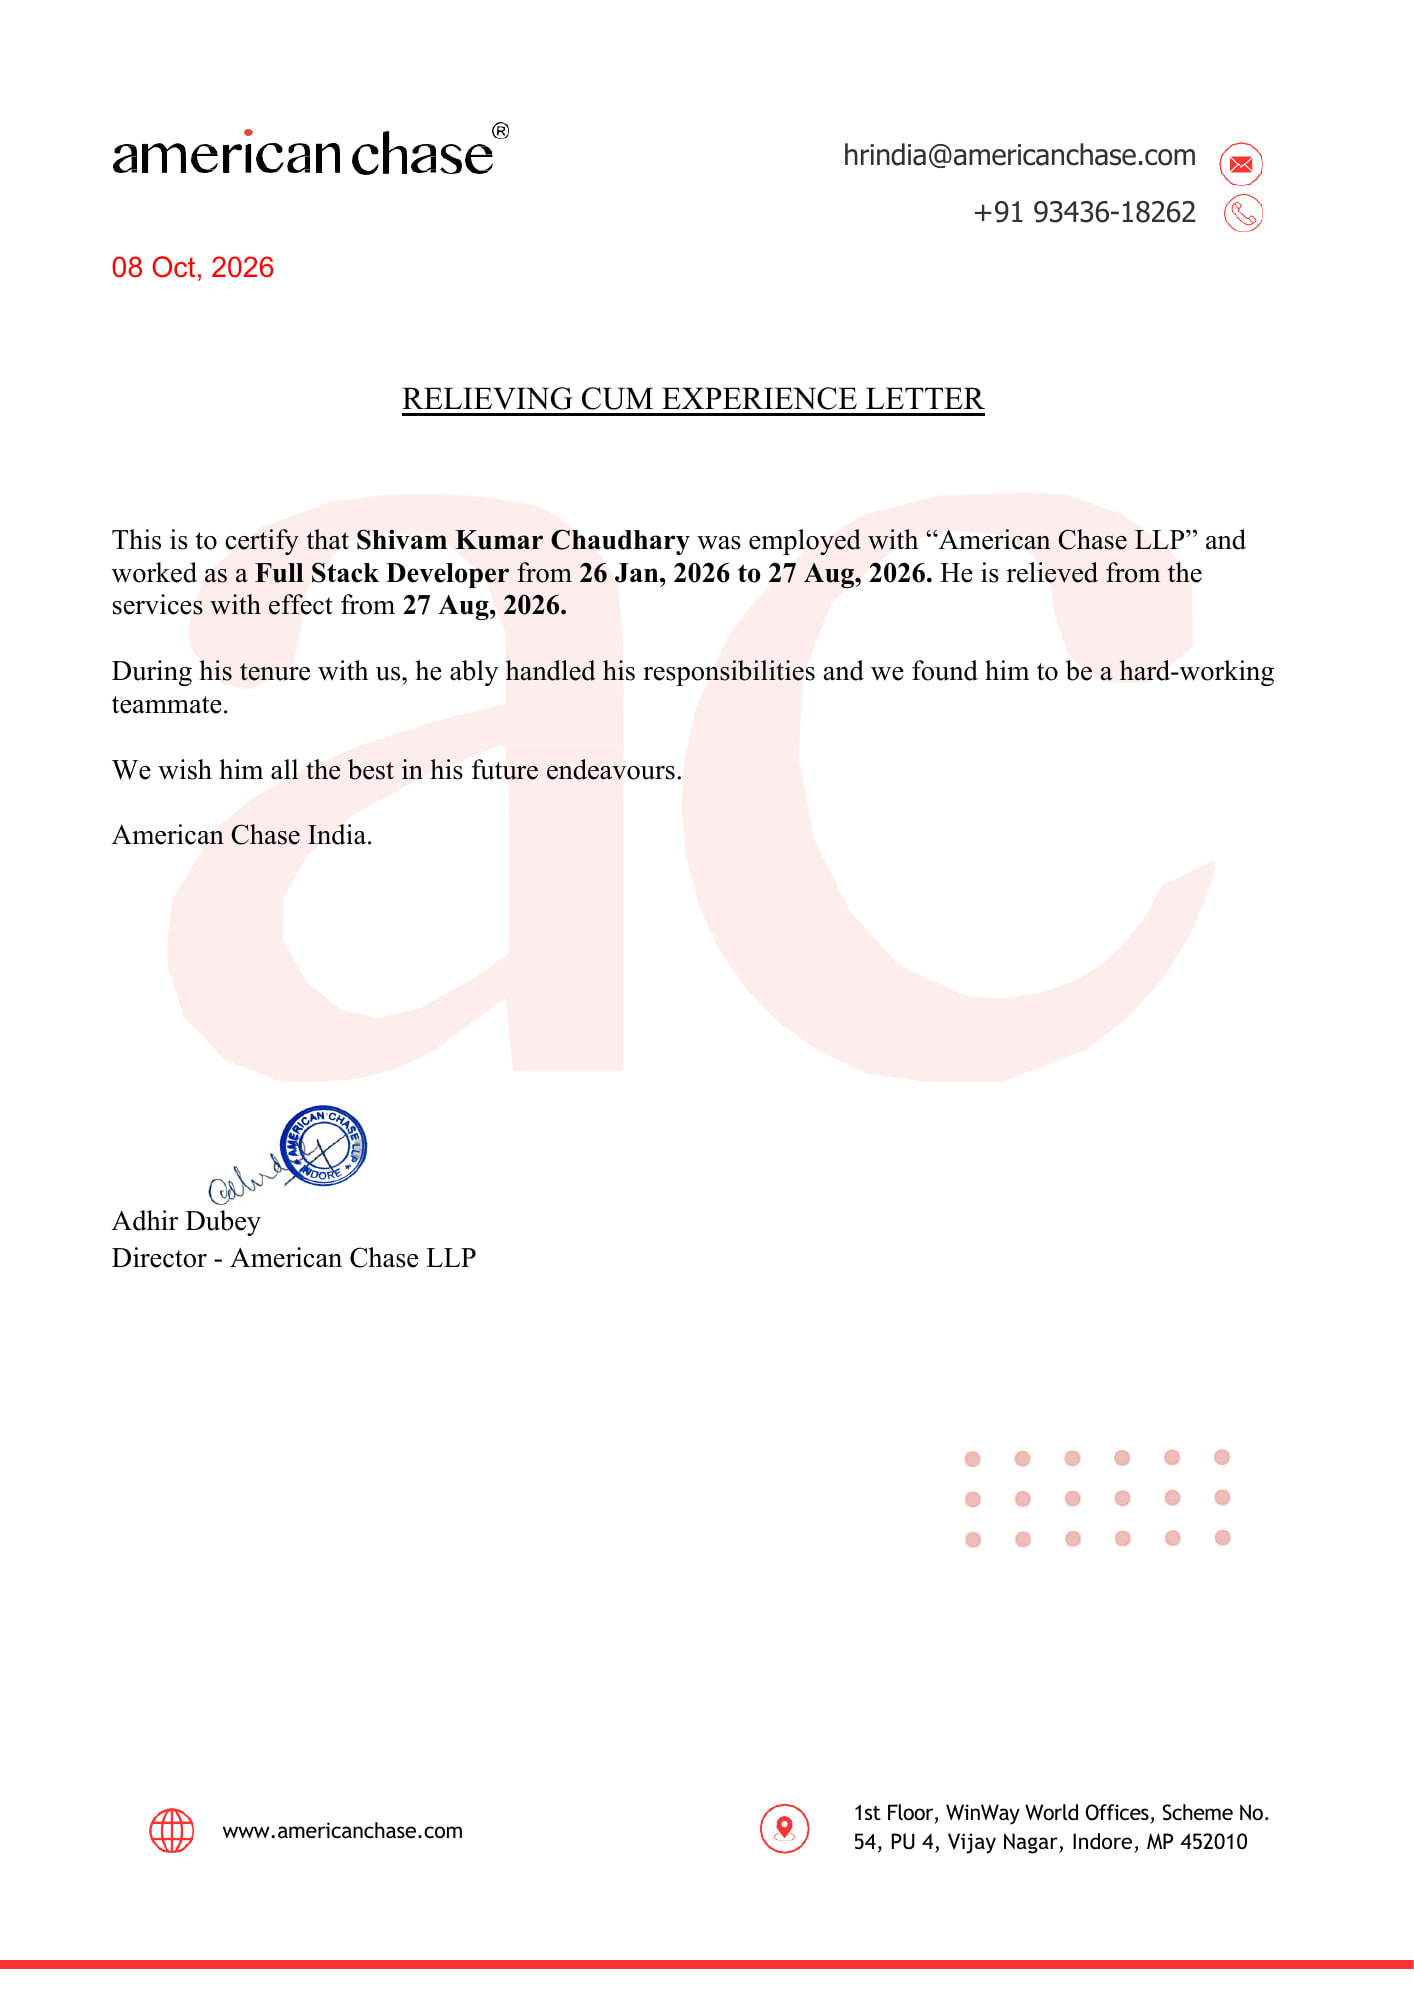 american chase®
hrindia@americanchase.com
+91 93436-18262
08 Oct, 2026
RELIEVING CUM EXPERIENCE LETTER
This is to certify that Shivam Kumar Chaudhary was employed with “American Chase LLP” and
worked as a Full Stack Developer from 26 Jan, 2026 to 27 Aug, 2026. He is relieved from the
services with effect from 27 Aug, 2026.
During his tenure with us, he ably handled his responsibilities and we found him to be a hard-working
teammate.
We wish him all the best in his future endeavours.
American Chase India.
ac
AMERICAN CHASE LLP
INDORE
Adhir Dubey
Director - American Chase LLP
www.americanchase.com
1st Floor, WinWay World Offices, Scheme No.
54, PU 4, Vijay Nagar, Indore, MP 452010